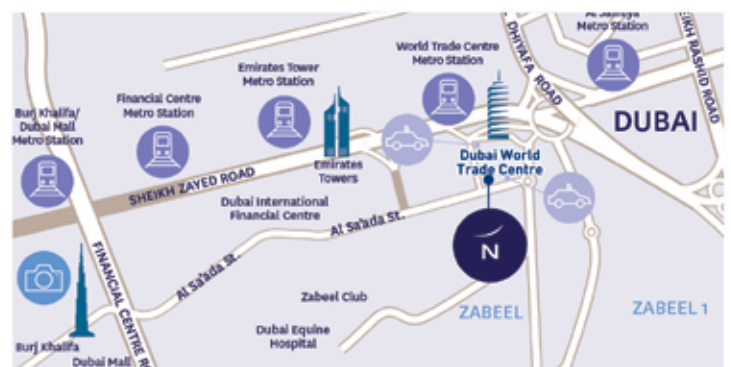 Al Jafiliya
Metro Station
DHIYAFA ROAD
SHEIKH RASHID ROAD
World Trade Centre
Metro Station
Emirates Tower
Metro Station
Financial Centre
Metro Station
Burj Khalifa/
Dubai Mall
Metro Station
DUBAI
Emirates
Towers
Dubai World
Trade Centre
SHEIKH ZAYED ROAD
Dubai International
Financial Centre
Al Sa'ada St.
Al Sa'ada St.
N
FINANCIAL CENTRE
Zabeel Club
ZABEEL
ZABEEL 1
Dubai Equine
Hospital
Burj Khalifa
Dubai Mall